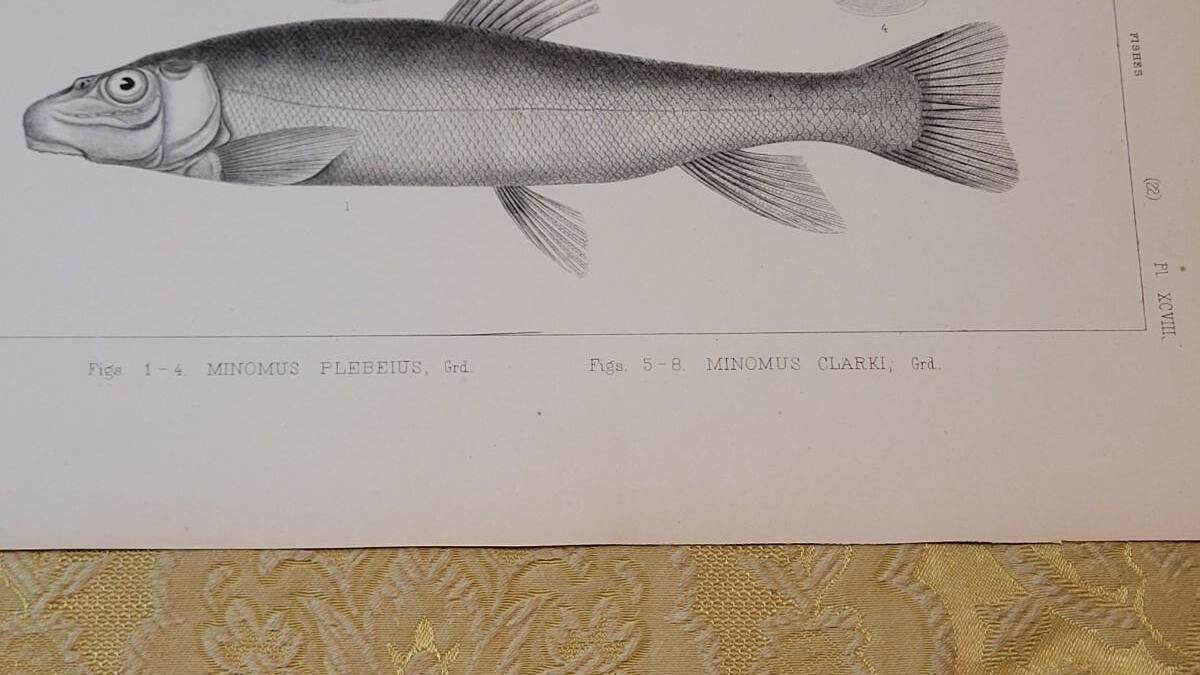 4
FISHES
(22)
Pl. XCVIII.
1
Figs. 1-4. MINOMUS PLEBEIUS, Grd.
Figs. 5-8. MINOMUS CLARKI, Grd.